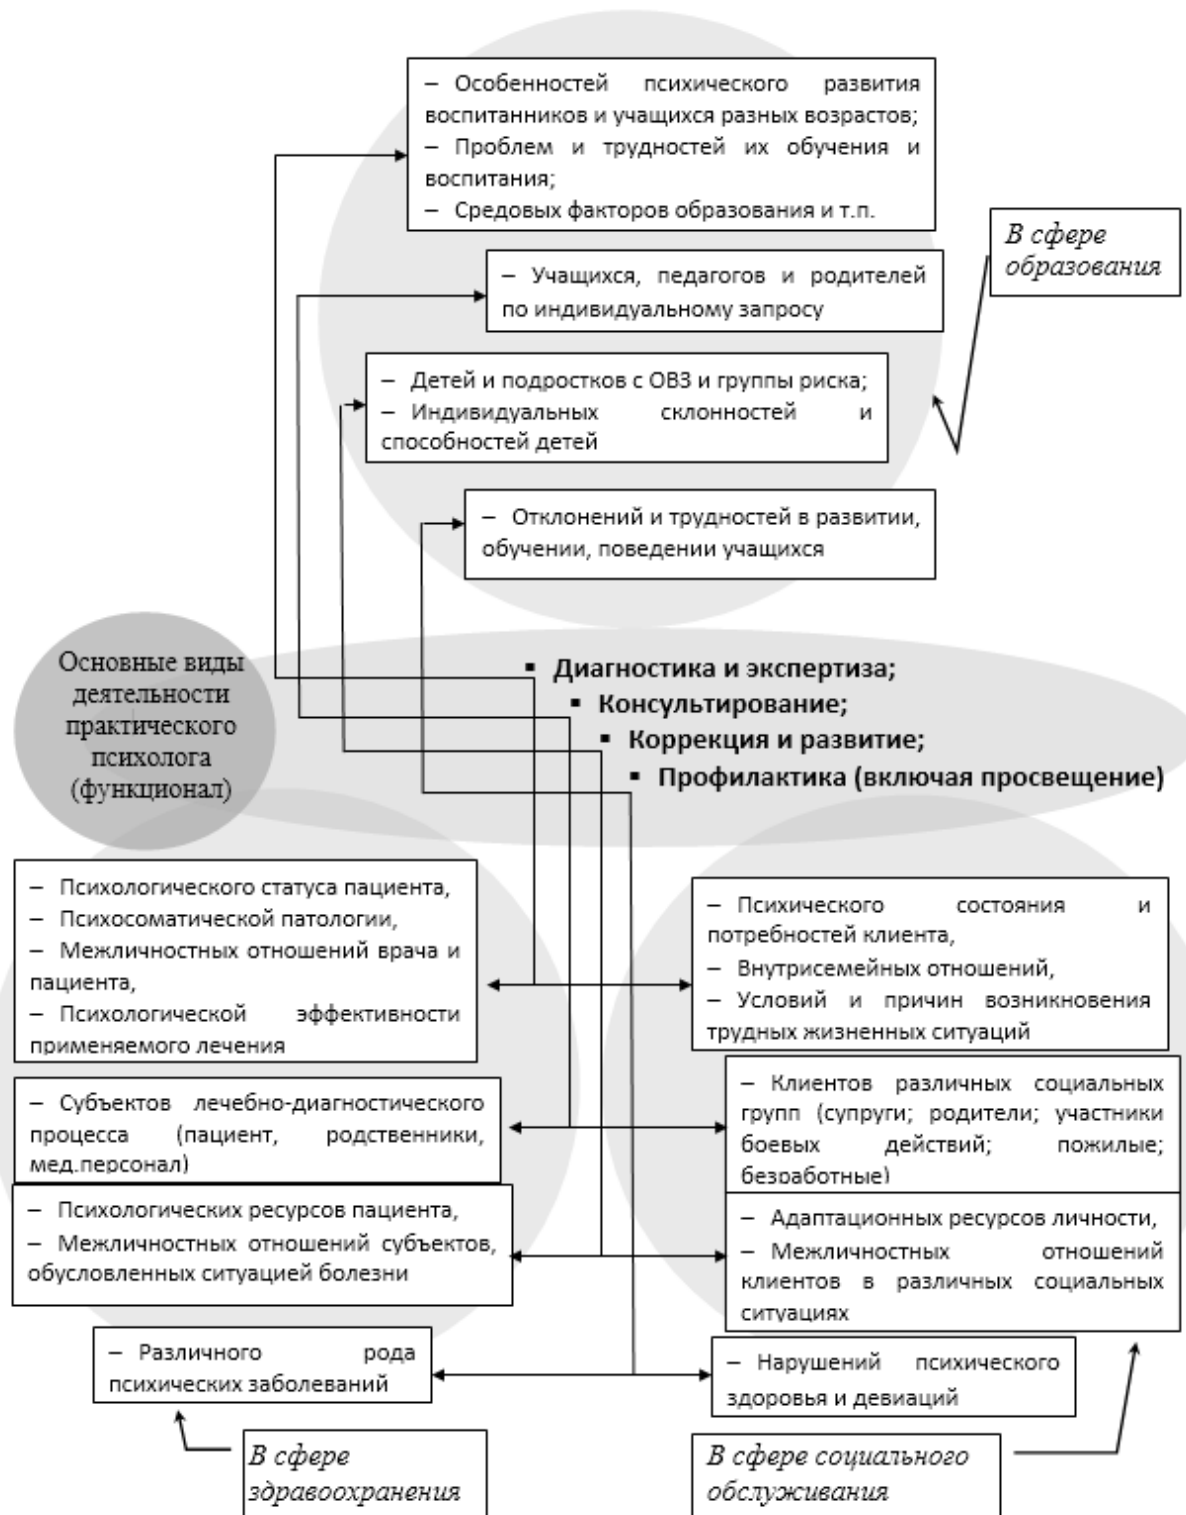 – Особенностей психического развития
воспитанников и учащихся разных возрастов;
– Проблем и трудностей их обучения и
воспитания;
– Средовых факторов образования и т.п.
В сфере
образования
– Учащихся, педагогов и родителей
по индивидуальному запросу
– Детей и подростков с ОВЗ и группы риска;
– Индивидуальных склонностей и
способностей детей
– Отклонений и трудностей в развитии,
обучении, поведении учащихся
Основные виды
деятельности
практического
психолога
(функционал)
▪ Диагностика и экспертиза;
▪ Консультирование;
▪ Коррекция и развитие;
▪ Профилактика (включая просвещение)
– Психологического статуса пациента,
– Психосоматической патологии,
– Межличностных отношений врача и
пациента,
– Психологической эффективности
применяемого лечения
– Психического состояния и
потребностей клиента,
– Внутрисемейных отношений,
– Условий и причин возникновения
трудных жизненных ситуаций
– Субъектов лечебно-диагностического
процесса (пациент, родственники,
мед.персонал)
– Клиентов различных социальных
групп (супруги; родители; участники
боевых действий; пожилые;
безработные)
– Психологических ресурсов пациента,
– Межличностных отношений субъектов,
обусловленных ситуацией болезни
– Адаптационных ресурсов личности,
– Межличностных отношений
клиентов в различных социальных
ситуациях
– Различного рода
психических заболеваний
– Нарушений психического
здоровья и девиаций
В сфере
здравоохранения
В сфере социального
обслуживания